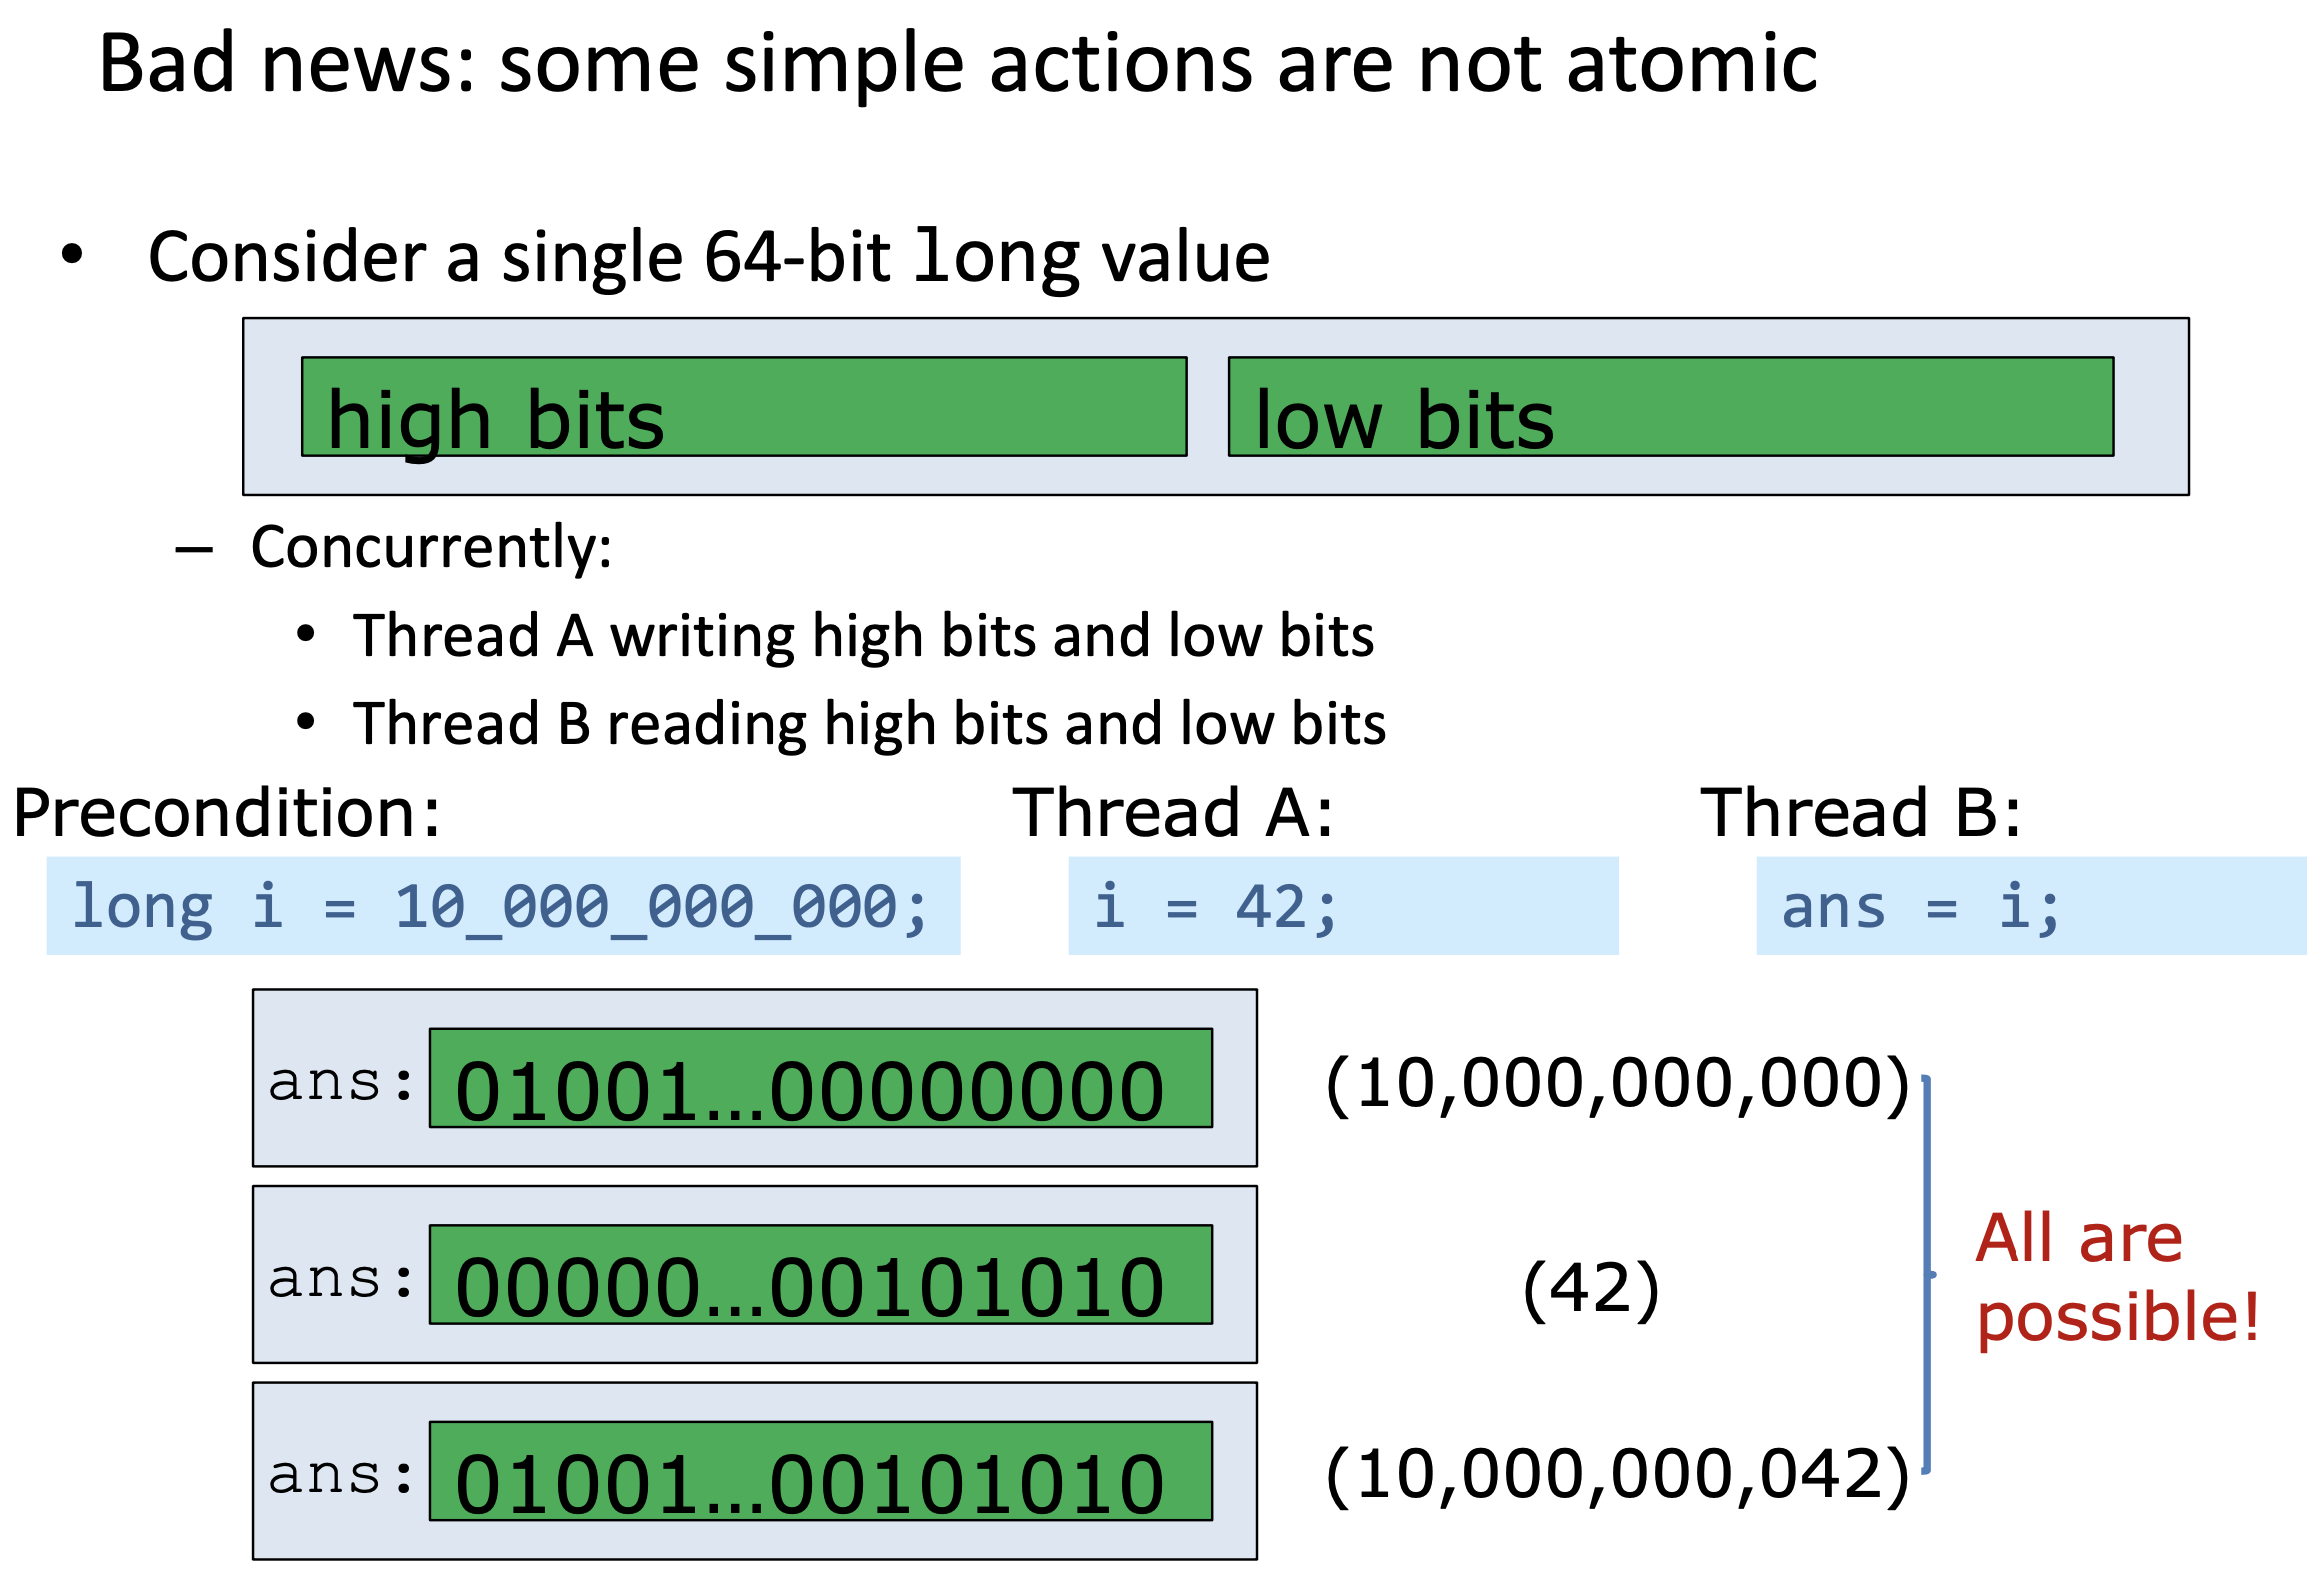 Bad news: some simple actions are not atomic
• Consider a single 64-bit long value
high bits low bits
– Concurrently:
• Thread A writing high bits and low bits
• Thread B reading high bits and low bits
Precondition: Thread A: Thread B:
long i = 10_000_000_000; i = 42; ans = i;
ans: 01001…00000000 (10,000,000,000)
ans: 00000…00101010 (42)
ans: 01001…00101010 (10,000,000,042)
All are
possible!